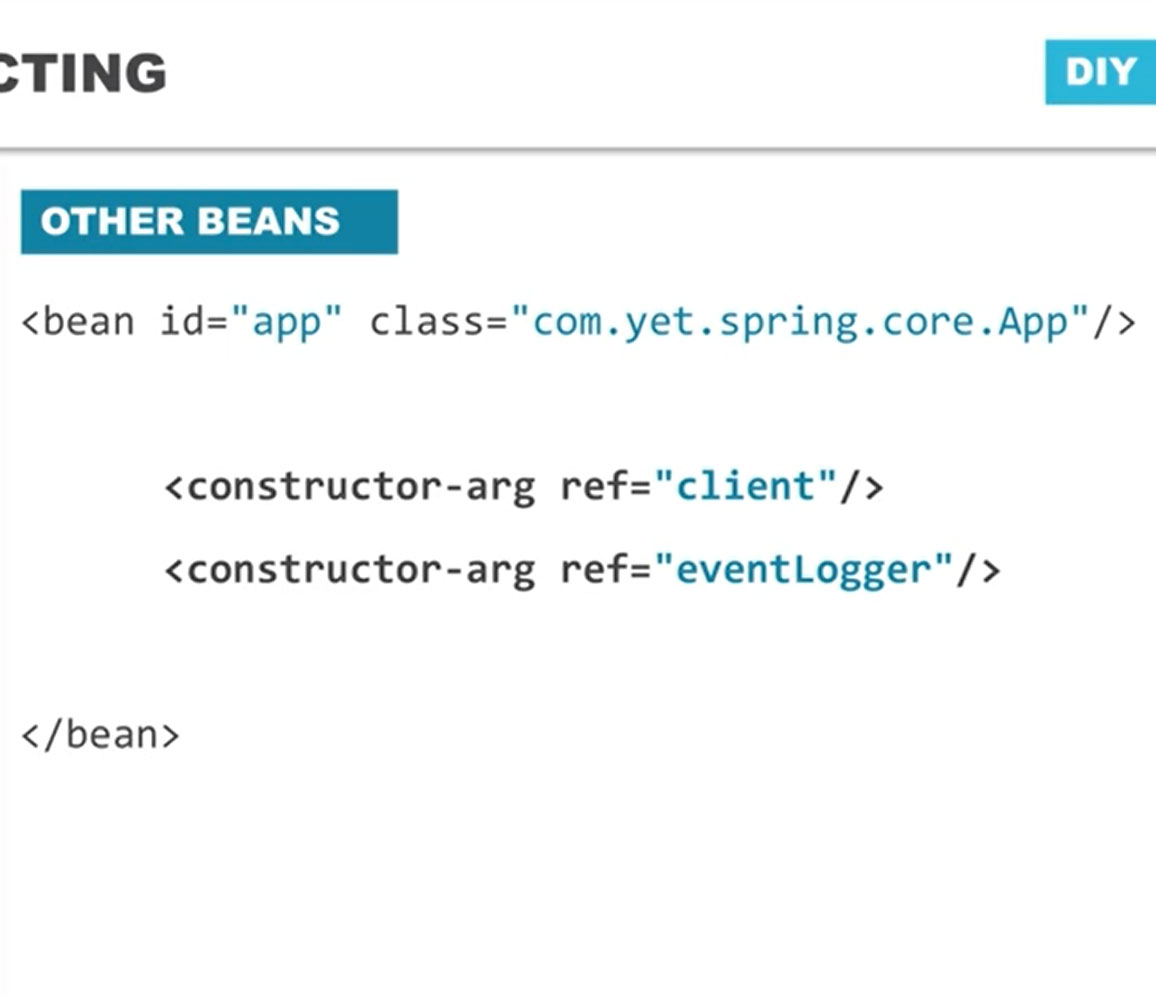 CTING
DIY
OTHER BEANS
<bean id="app" class="com.yet.spring.core.App"/>
<constructor-arg ref="client"/>
<constructor-arg ref="eventLogger"/>
</bean>